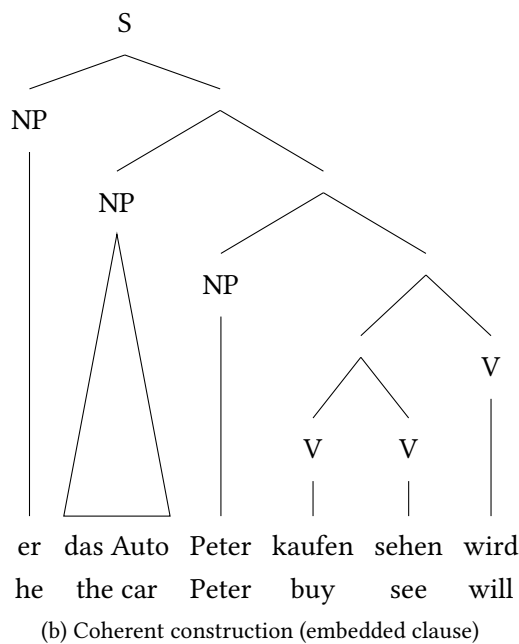 S
NP
NP
NP
V
V V
er das Auto Peter kaufen sehen wird
he the car Peter buy see will
(b) Coherent construction (embedded clause)